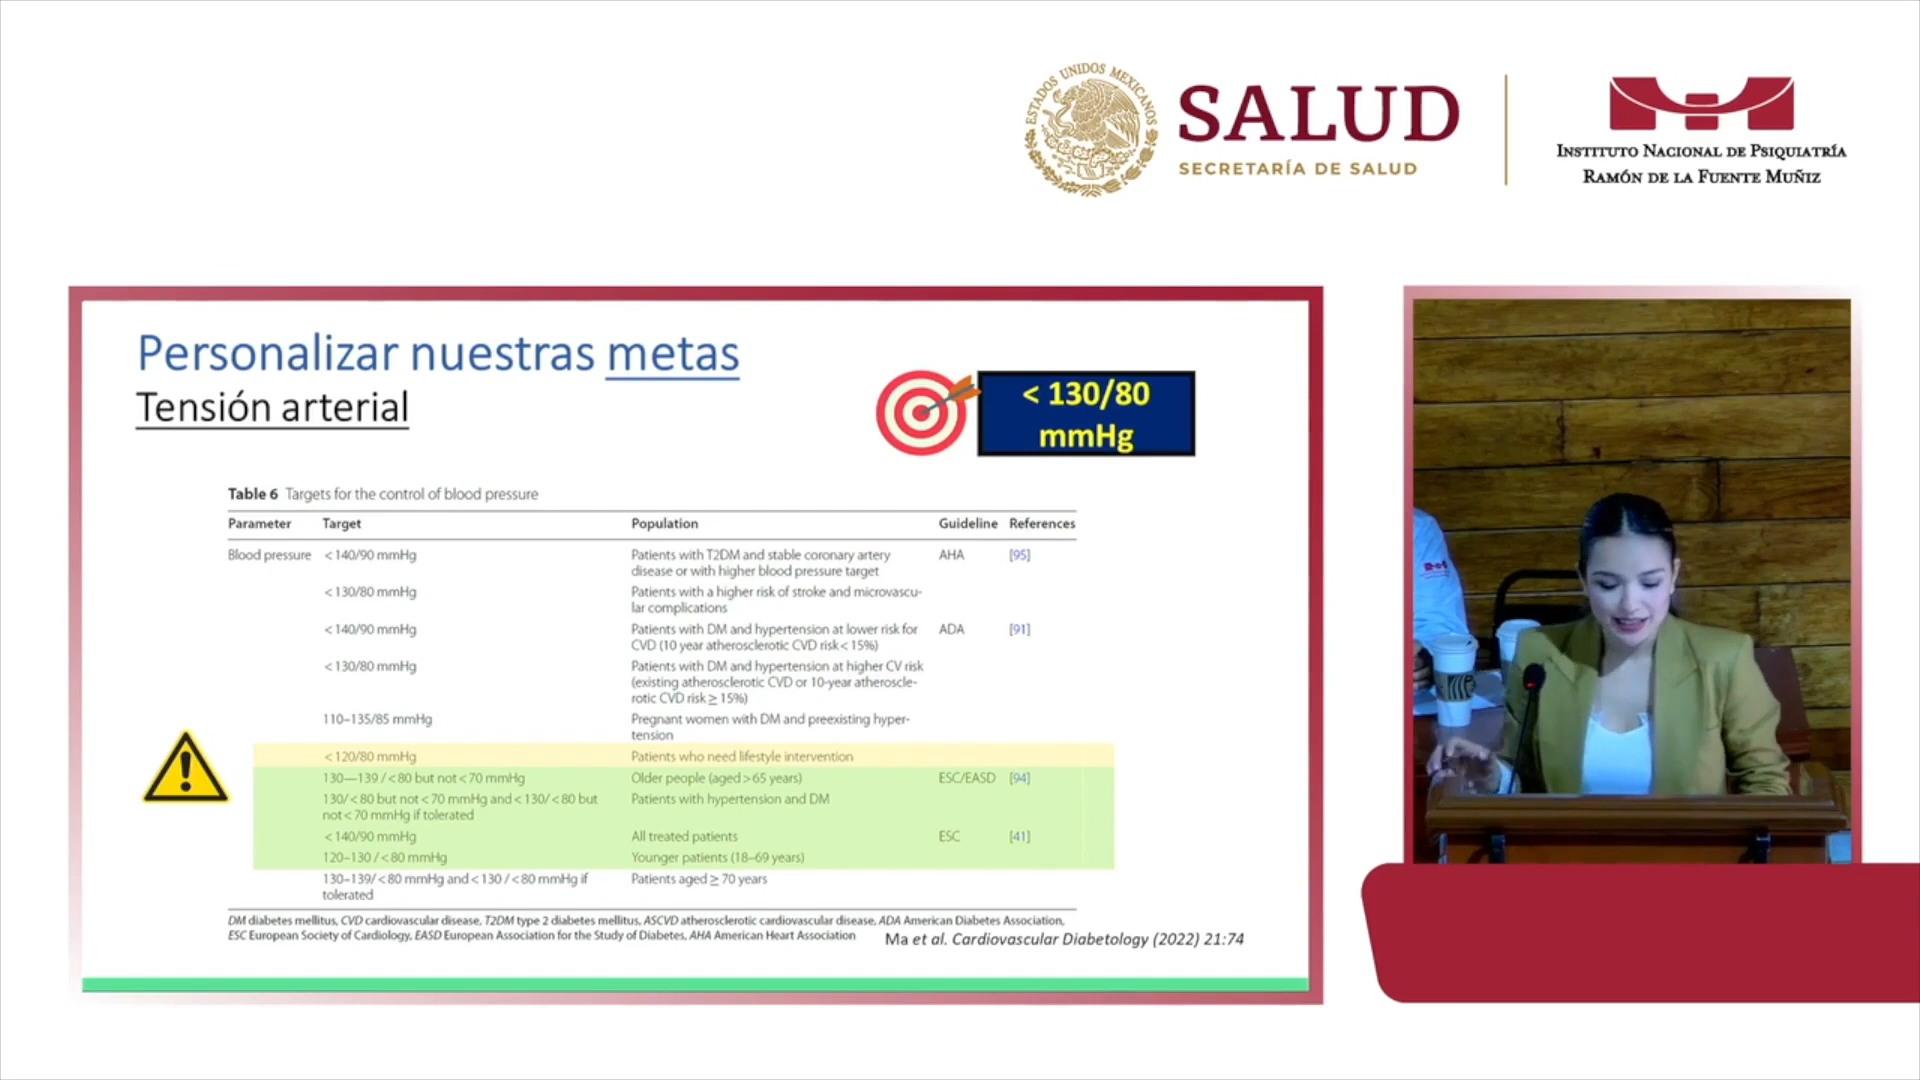 ESTADOS UNIDOS MEXICANOS
SALUD
SECRETARÍA DE SALUD
INSTITUTO NACIONAL DE PSIQUIATRÍA
RAMÓN DE LA FUENTE MUÑIZ
Personalizar nuestras metas
Tensión arterial
< 130/80
mmHg
Table 6 Targets for the control of blood pressure
Parameter Target Population Guideline References
Blood pressure < 140/90 mmHg Patients with T2DM and stable coronary artery AHA [95]
disease or with higher blood pressure target
< 130/80 mmHg Patients with a higher risk of stroke and microvascu-
lar complications
< 140/90 mmHg Patients with DM and hypertension at lower risk for ADA [91]
CVD (10 year atherosclerotic CVD risk < 15%)
< 130/80 mmHg Patients with DM and hypertension at higher CV risk
(existing atherosclerotic CVD or 10-year atheroscle-
rotic CVD risk ≥ 15%)
110–135/85 mmHg Pregnant women with DM and preexisting hyper-
tension
< 120/80 mmHg Patients who need lifestyle intervention
130—139 / < 80 but not < 70 mmHg Older people (aged > 65 years) ESC/EASD [94]
130/ < 80 but not < 70 mmHg and < 130/ < 80 but Patients with hypertension and DM
not < 70 mmHg if tolerated
< 140/90 mmHg All treated patients ESC [41]
120–130 / < 80 mmHg Younger patients (18–69 years)
130–139/ < 80 mmHg and < 130 / < 80 mmHg if Patients aged ≥ 70 years
tolerated
DM diabetes mellitus, CVD cardiovascular disease, T2DM type 2 diabetes mellitus, ASCVD atherosclerotic cardiovascular disease, ADA American Diabetes Association,
ESC European Society of Cardiology, EASD European Association for the Study of Diabetes, AHA American Heart Association
Ma et al. Cardiovascular Diabetology (2022) 21:74